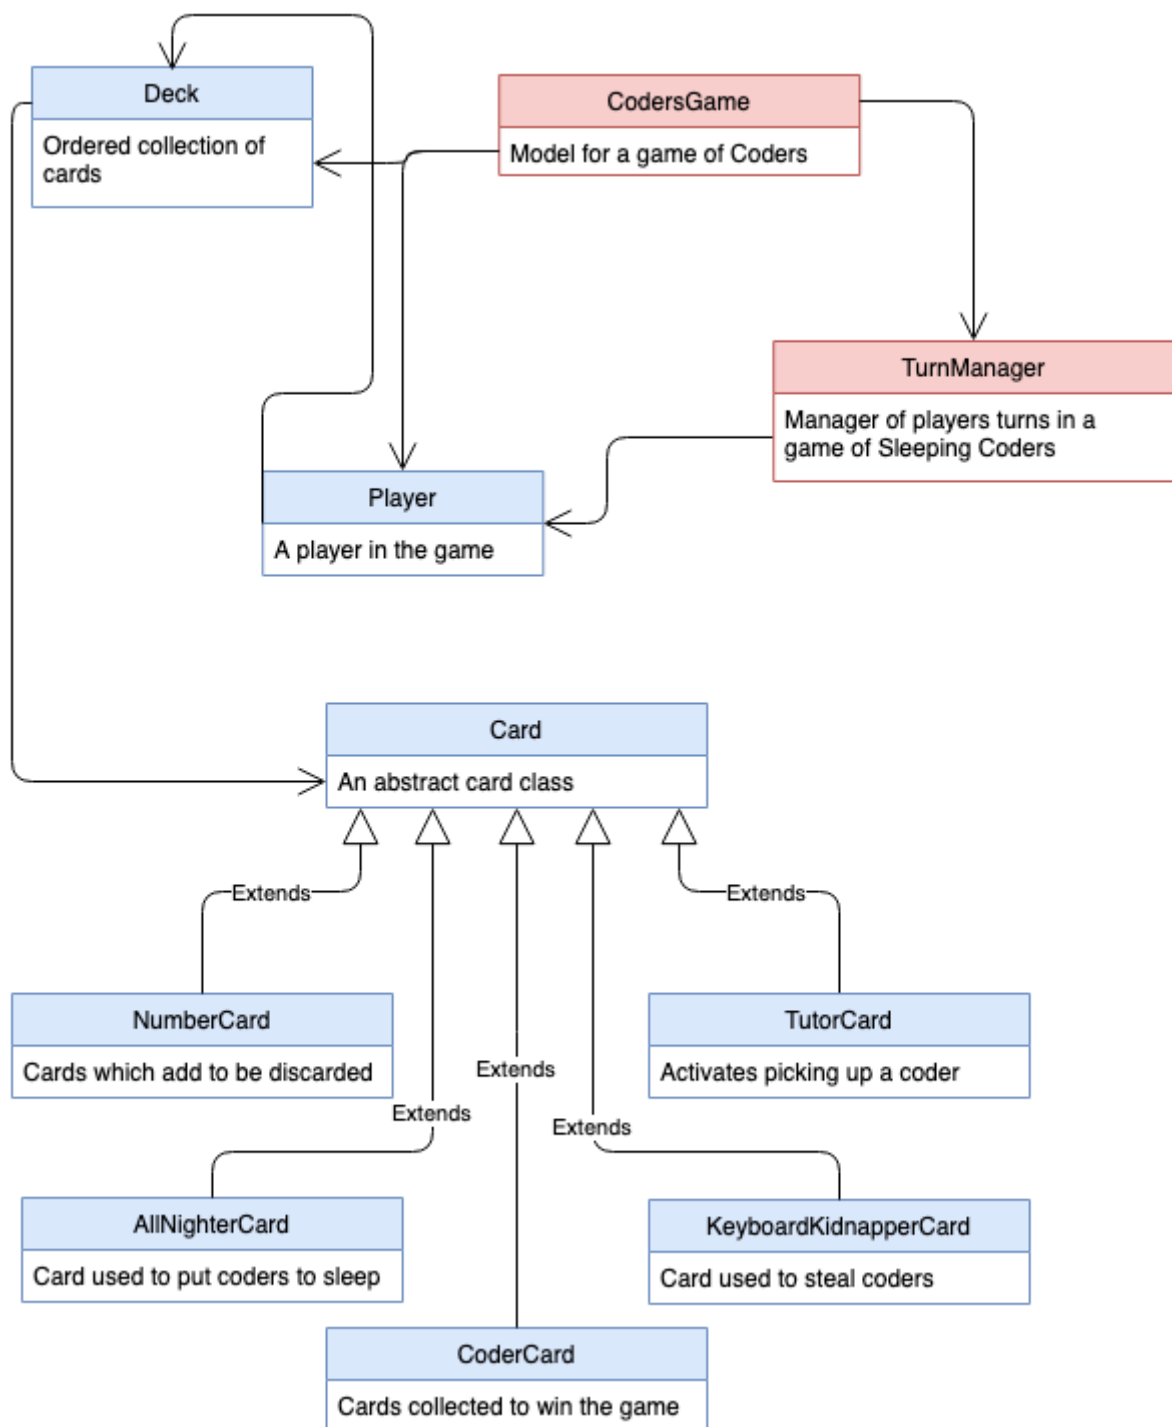 Deck
Ordered collection of
cards
CodersGame
Model for a game of Coders
TurnManager
Manager of players turns in a
game of Sleeping Coders
Player
A player in the game
Card
An abstract card class
Extends
Extends
NumberCard
Cards which add to be discarded
TutorCard
Activates picking up a coder
Extends
Extends
Extends
AllNighterCard
Card used to put coders to sleep
KeyboardKidnapperCard
Card used to steal coders
CoderCard
Cards collected to win the game